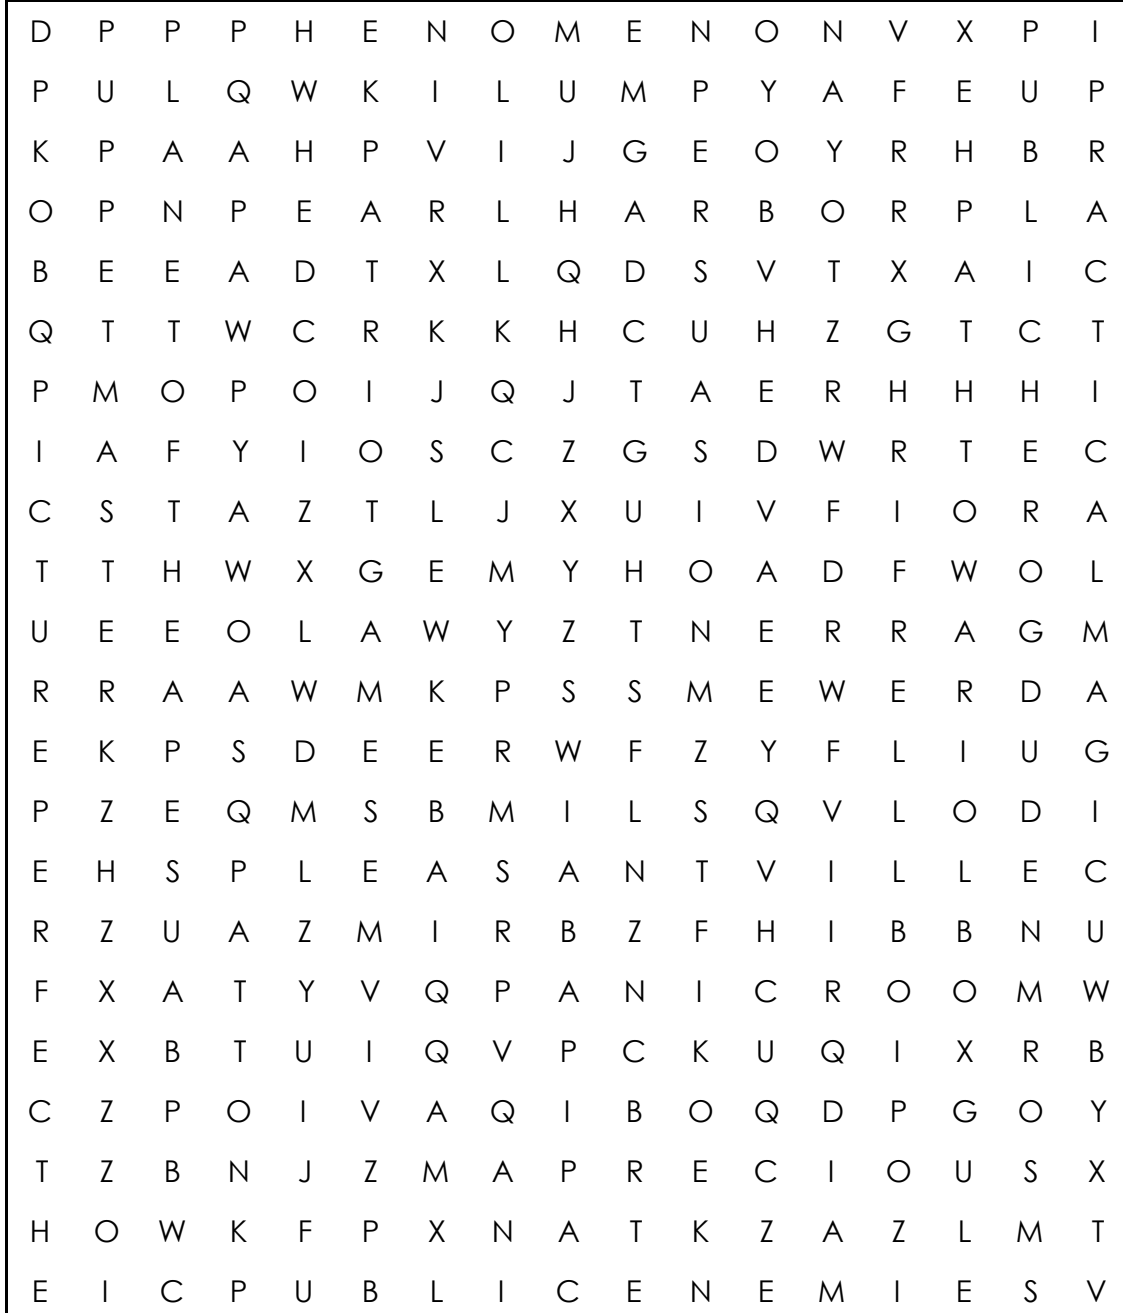 D P P P H E N O M E N O N V X P I
P U L Q W K I L U M P Y A F E U P
K P A A H P V I J G E O Y R H B R
O P N P E A R L H A R B O R P L A
B E E A D T X L Q D S V T X A I C
Q T T W C R K K H C U H Z G T C T
P M O P O I J Q J T A E R H H H I
I A F Y I O S C Z G S D W R T E C
C S T A Z T L J X U I V F I O R A
T T H W X G E M Y H O A D F W O L
U E E O L A W Y Z T N E R R A G M
R R A A W M K P S S M E W E R D A
E K P S D E E R W F Z Y F L I U G
P Z E Q M S B M I L S Q V L O D I
E H S P L E A S A N T V I L L E C
R Z U A Z M I R B Z F H I B B N U
F X A T Y V Q P A N I C R O O M W
E X B T U I Q V P C K U Q I X R B
C Z P O I V A Q I B O Q D P G O Y
T Z B N J Z M A P R E C I O U S X
H O W K F P X N A T K Z A Z L M T
E I C P U B L I C E N E M I E S V